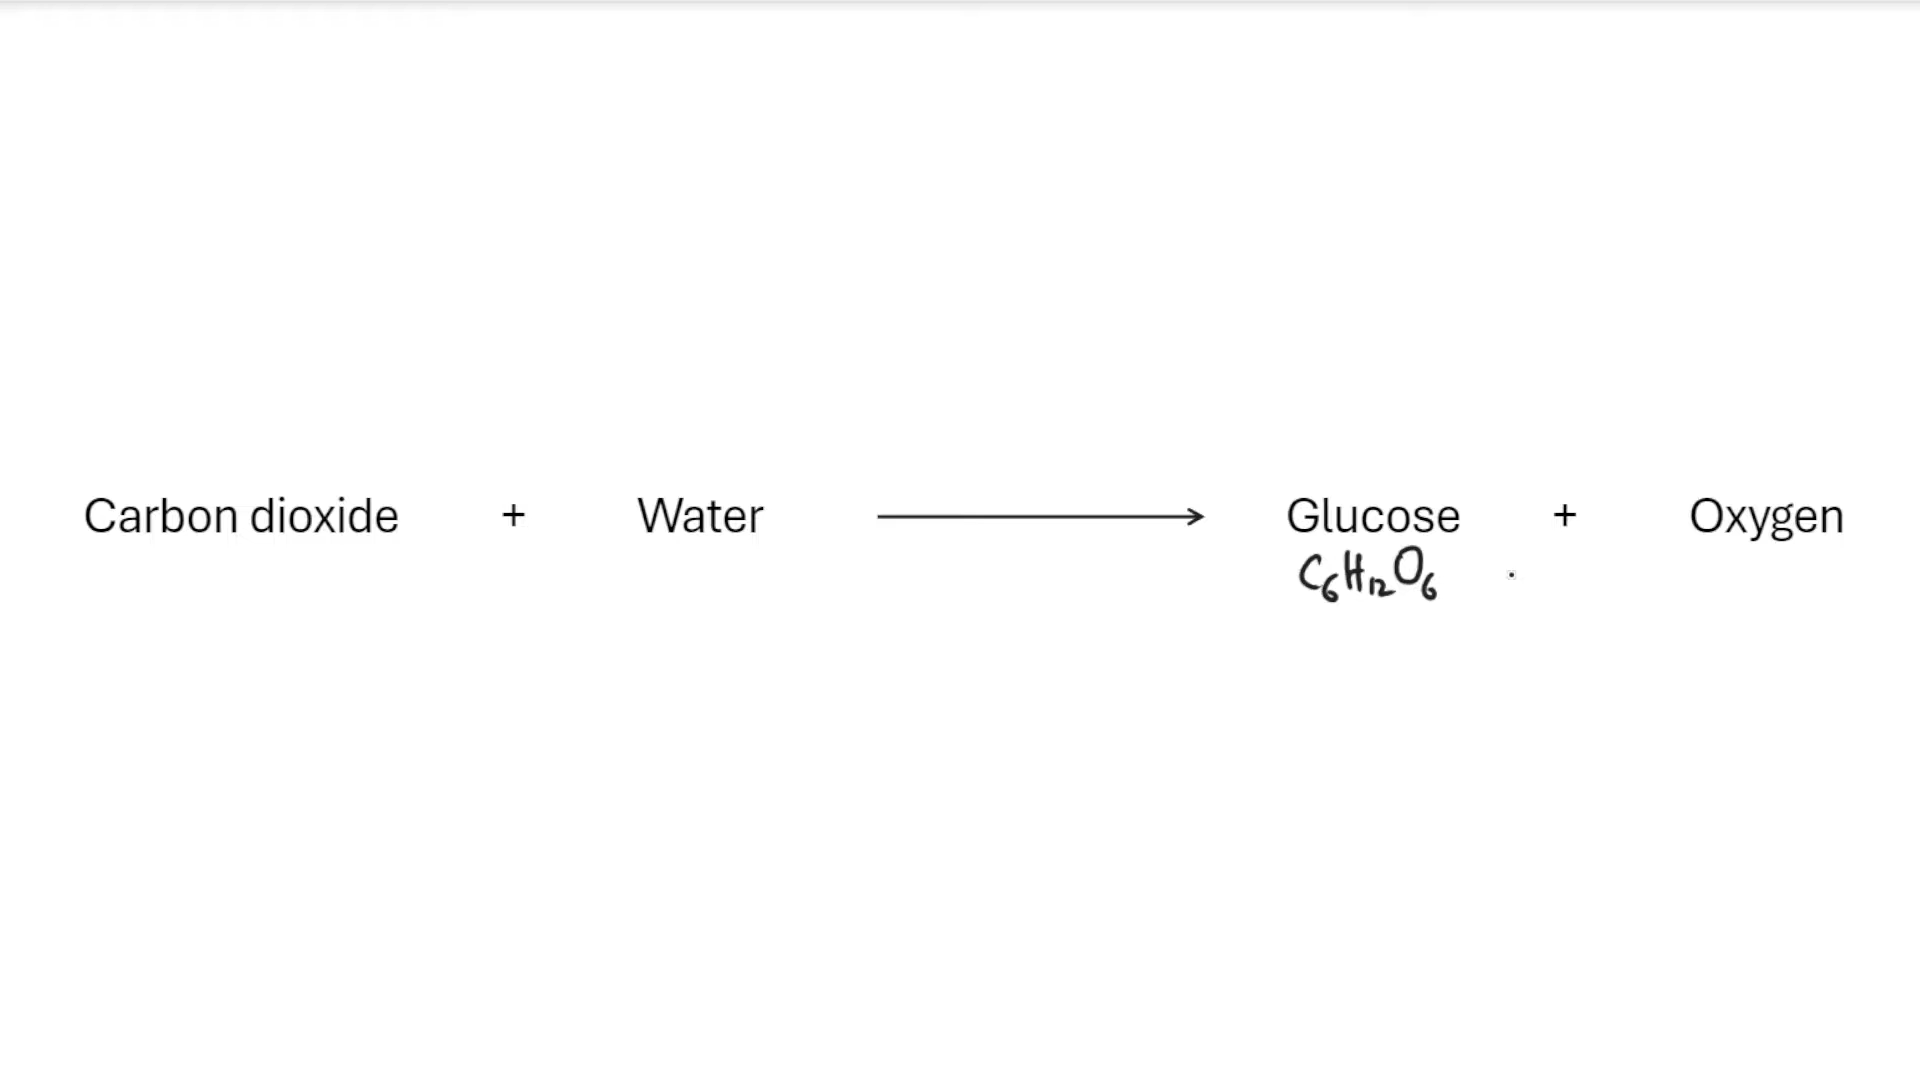 Carbon dioxide + Water → Glucose + Oxygen
C₆H₁₂O₆